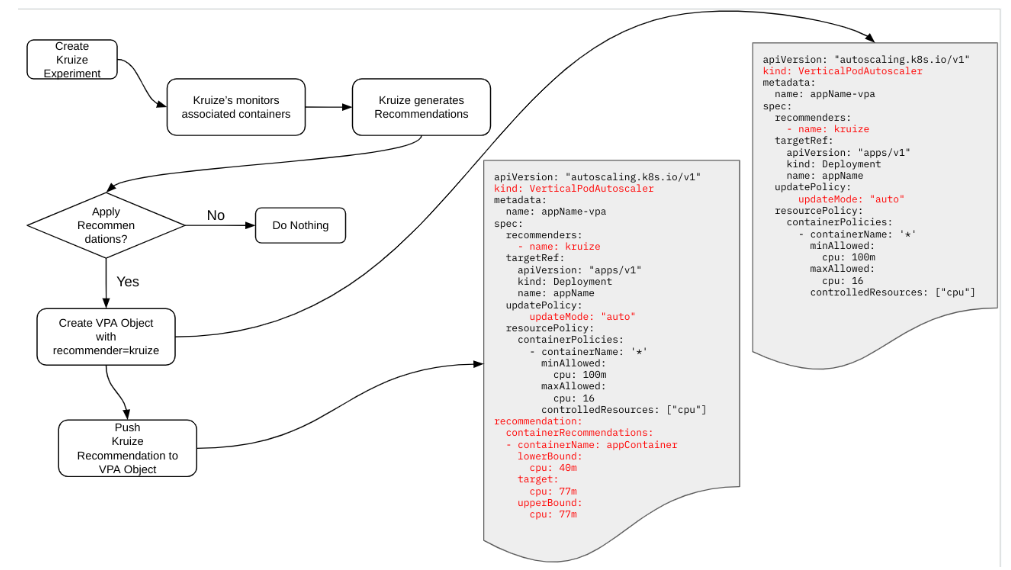 Create
Kruize
Experiment
Kruize's monitors
associated containers
Kruize generates
Recommendations
Apply
Recommen
dations?
No
Do Nothing
Yes
Create VPA Object
with
recommender=kruize
Push
Kruize
Recommendation to
VPA Object
apiVersion: "autoscaling.k8s.io/v1"
kind: VerticalPodAutoscaler
metadata:
  name: appName-vpa
spec:
  recommenders:
    - name: kruize
  targetRef:
    apiVersion: "apps/v1"
    kind: Deployment
    name: appName
  updatePolicy:
      updateMode: "auto"
  resourcePolicy:
    containerPolicies:
      - containerName: '*'
        minAllowed:
          cpu: 100m
        maxAllowed:
          cpu: 16
        controlledResources: ["cpu"]
recommendation:
  containerRecommendations:
  - containerName: appContainer
    lowerBound:
      cpu: 40m
    target:
      cpu: 77m
    upperBound:
      cpu: 77m
apiVersion: "autoscaling.k8s.io/v1"
kind: VerticalPodAutoscaler
metadata:
  name: appName-vpa
spec:
  recommenders:
    - name: kruize
  targetRef:
    apiVersion: "apps/v1"
    kind: Deployment
    name: appName
  updatePolicy:
      updateMode: "auto"
  resourcePolicy:
    containerPolicies:
      - containerName: '*'
        minAllowed:
          cpu: 100m
        maxAllowed:
          cpu: 16
        controlledResources: ["cpu"]